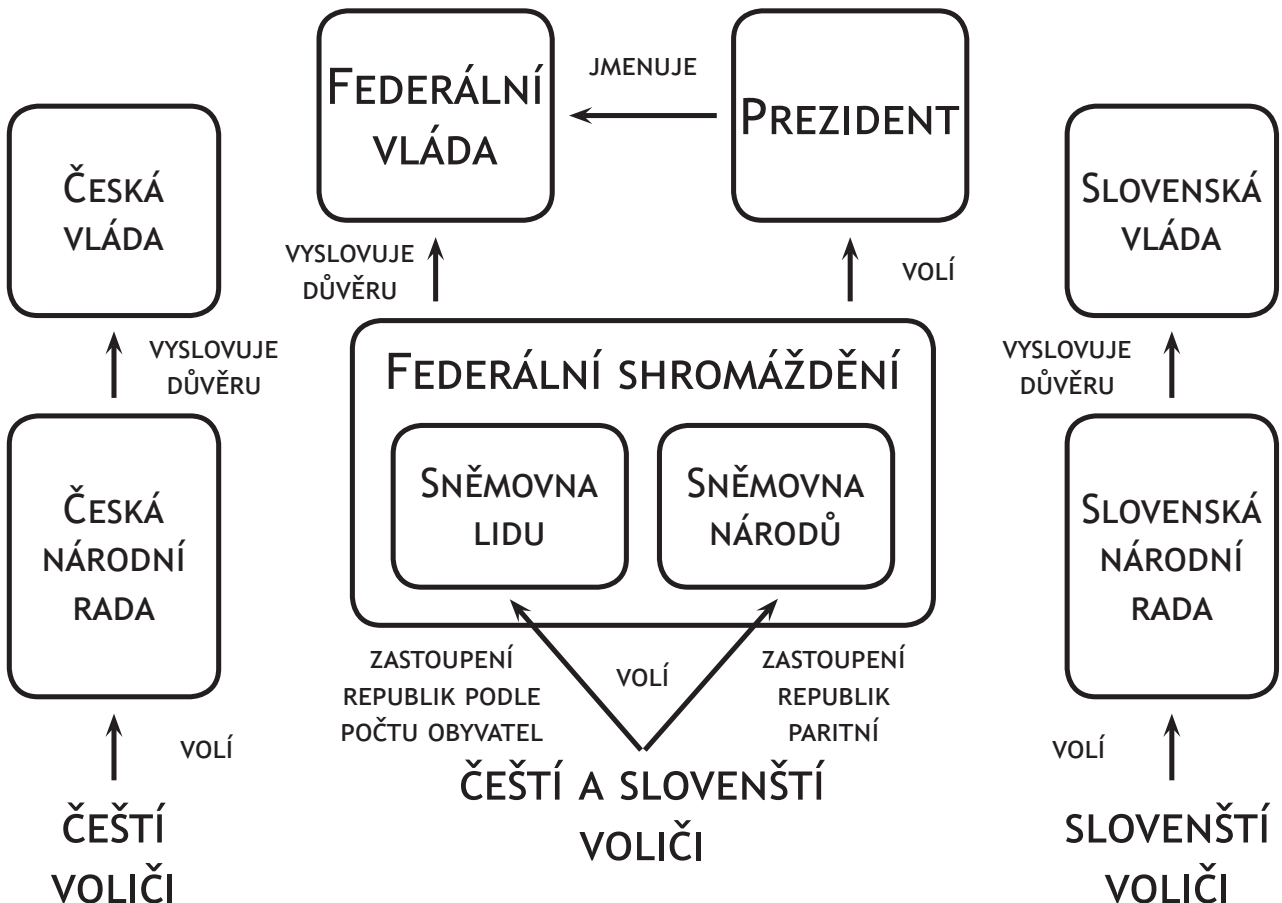 FEDERÁLNÍ
VLÁDA
JMENUJE
PREZIDENT
ČESKÁ
VLÁDA
SLOVENSKÁ
VLÁDA
VYSLOVUJE
DŮVĚRU
VOLÍ
VYSLOVUJE
DŮVĚRU
VYSLOVUJE
DŮVĚRU
FEDERÁLNÍ SHROMÁŽDĚNÍ
SNĚMOVNA
LIDU
SNĚMOVNA
NÁRODŮ
ČESKÁ
NÁRODNÍ
RADA
SLOVENSKÁ
NÁRODNÍ
RADA
ZASTOUPENÍ
REPUBLIK PODLE
POČTU OBYVATEL
VOLÍ
ZASTOUPENÍ
REPUBLIK
PARITNÍ
VOLÍ
VOLÍ
ČEŠTÍ
VOLIČI
ČEŠTÍ A SLOVENŠTÍ
VOLIČI
SLOVENŠTÍ
VOLIČI